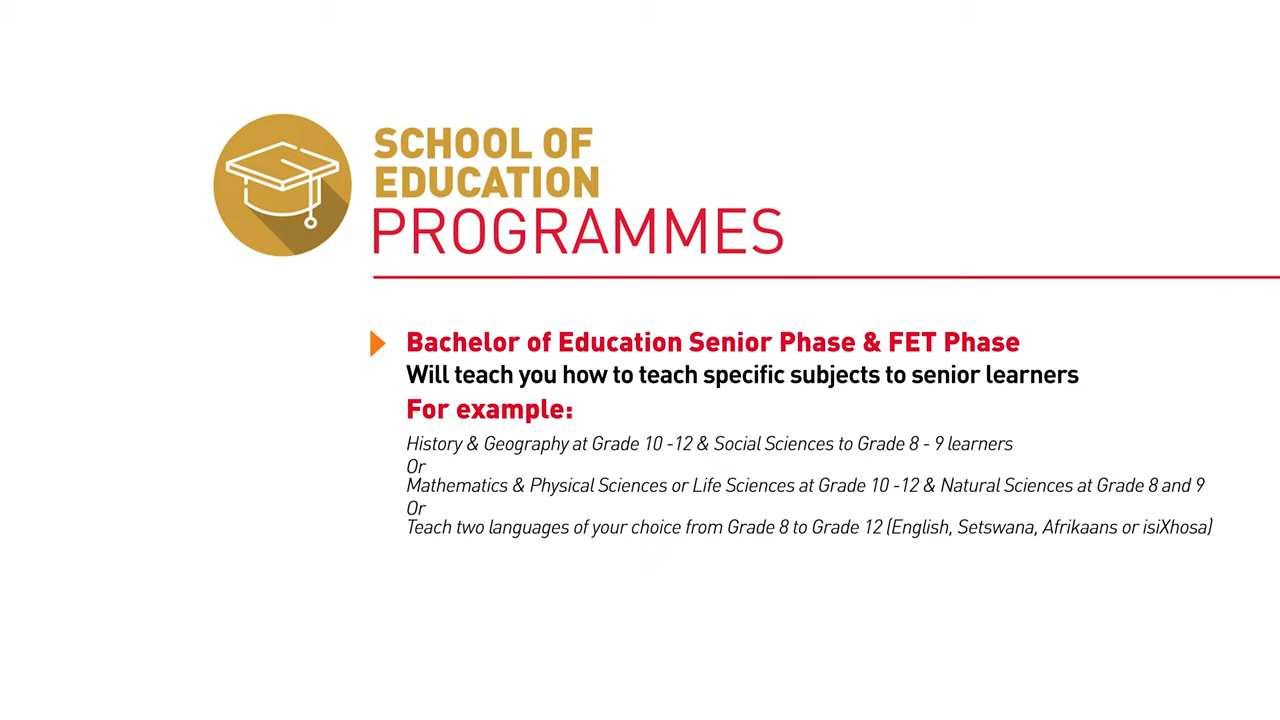 SCHOOL OF
EDUCATION
PROGRAMMES
Bachelor of Education Senior Phase & FET Phase
Will teach you how to teach specific subjects to senior learners
For example:
History & Geography at Grade 10 -12 & Social Sciences to Grade 8 - 9 learners
Or
Mathematics & Physical Sciences or Life Sciences at Grade 10 -12 & Natural Sciences at Grade 8 and 9
Or
Teach two languages of your choice from Grade 8 to Grade 12 (English, Setswana, Afrikaans or isiXhosa)